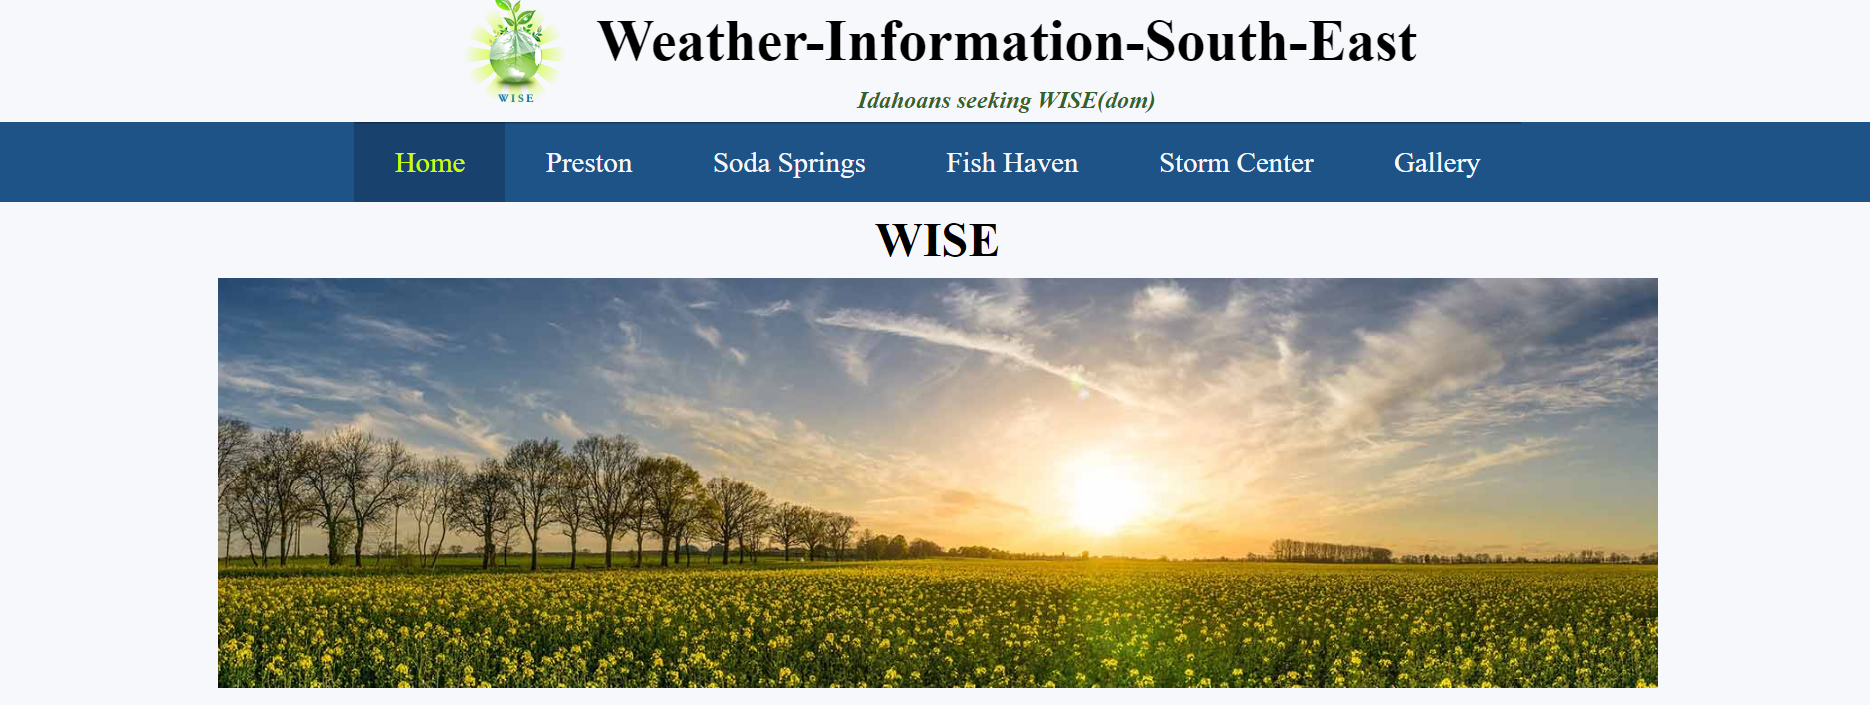 WISE
Weather-Information-South-East
Idahoans seeking WISE(dom)
Home Preston Soda Springs Fish Haven Storm Center Gallery
WISE